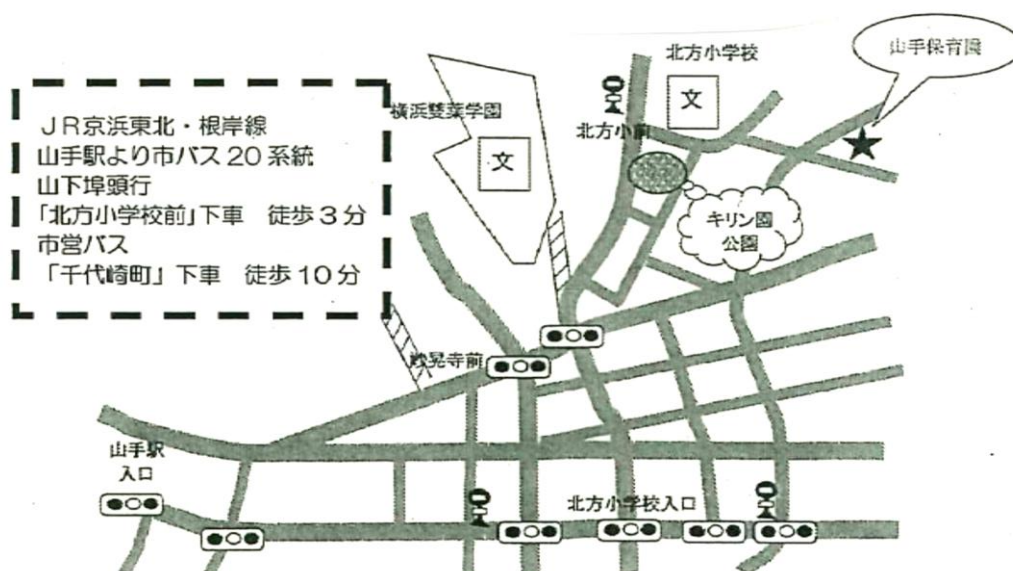 JR京浜東北・根岸線
山手駅より市バス20系統
山下埠頭行
「北方小学校前」下車 徒歩3分
市営バス
「千代崎町」下車 徒歩10分
横浜雙葉学園
文
北方小学校
文
北方小前
山手保育園
キリン園
公園
妙晃寺前
山手駅
入口
北方小学校入口